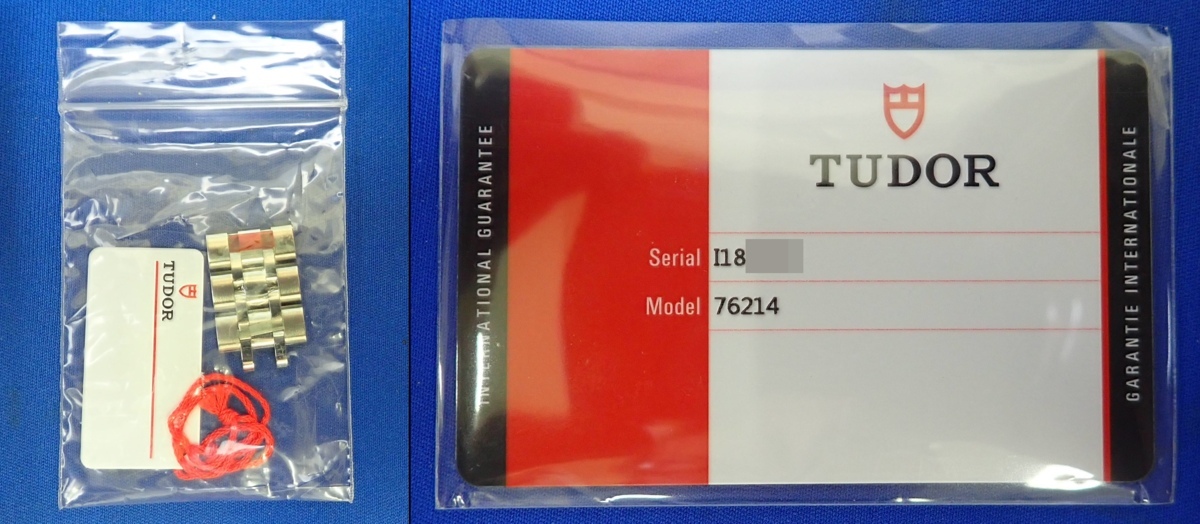 TUDOR
INTERNATIONAL GUARANTEE
TUDOR
Serial I18
Model 76214
GARANTIE INTERNATIONALE